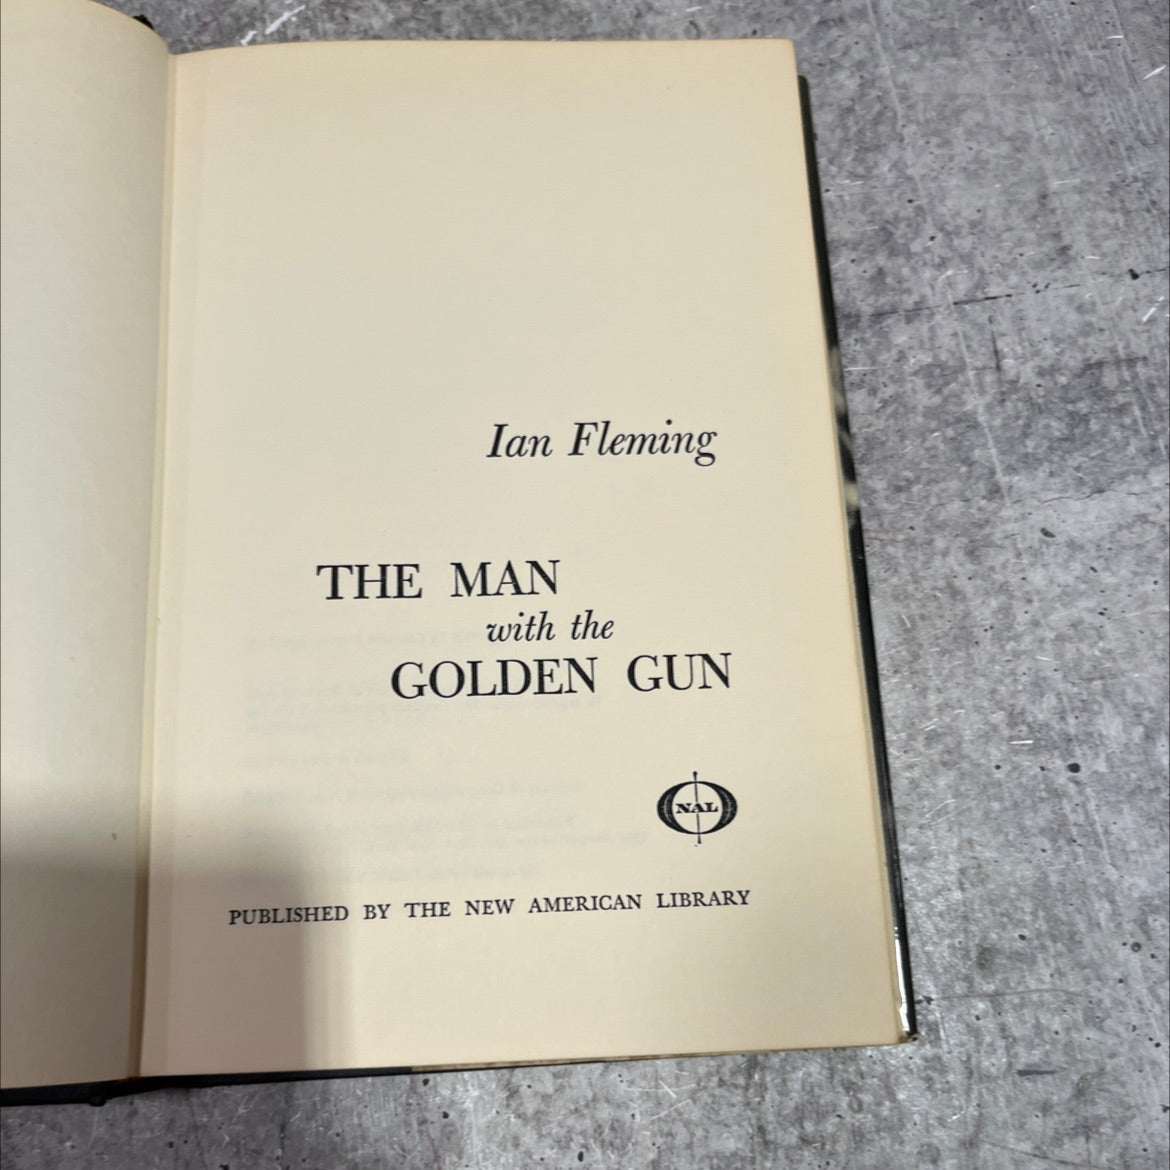 Ian Fleming
THE MAN
with the
GOLDEN GUN
NAL
PUBLISHED BY THE NEW AMERICAN LIBRARY